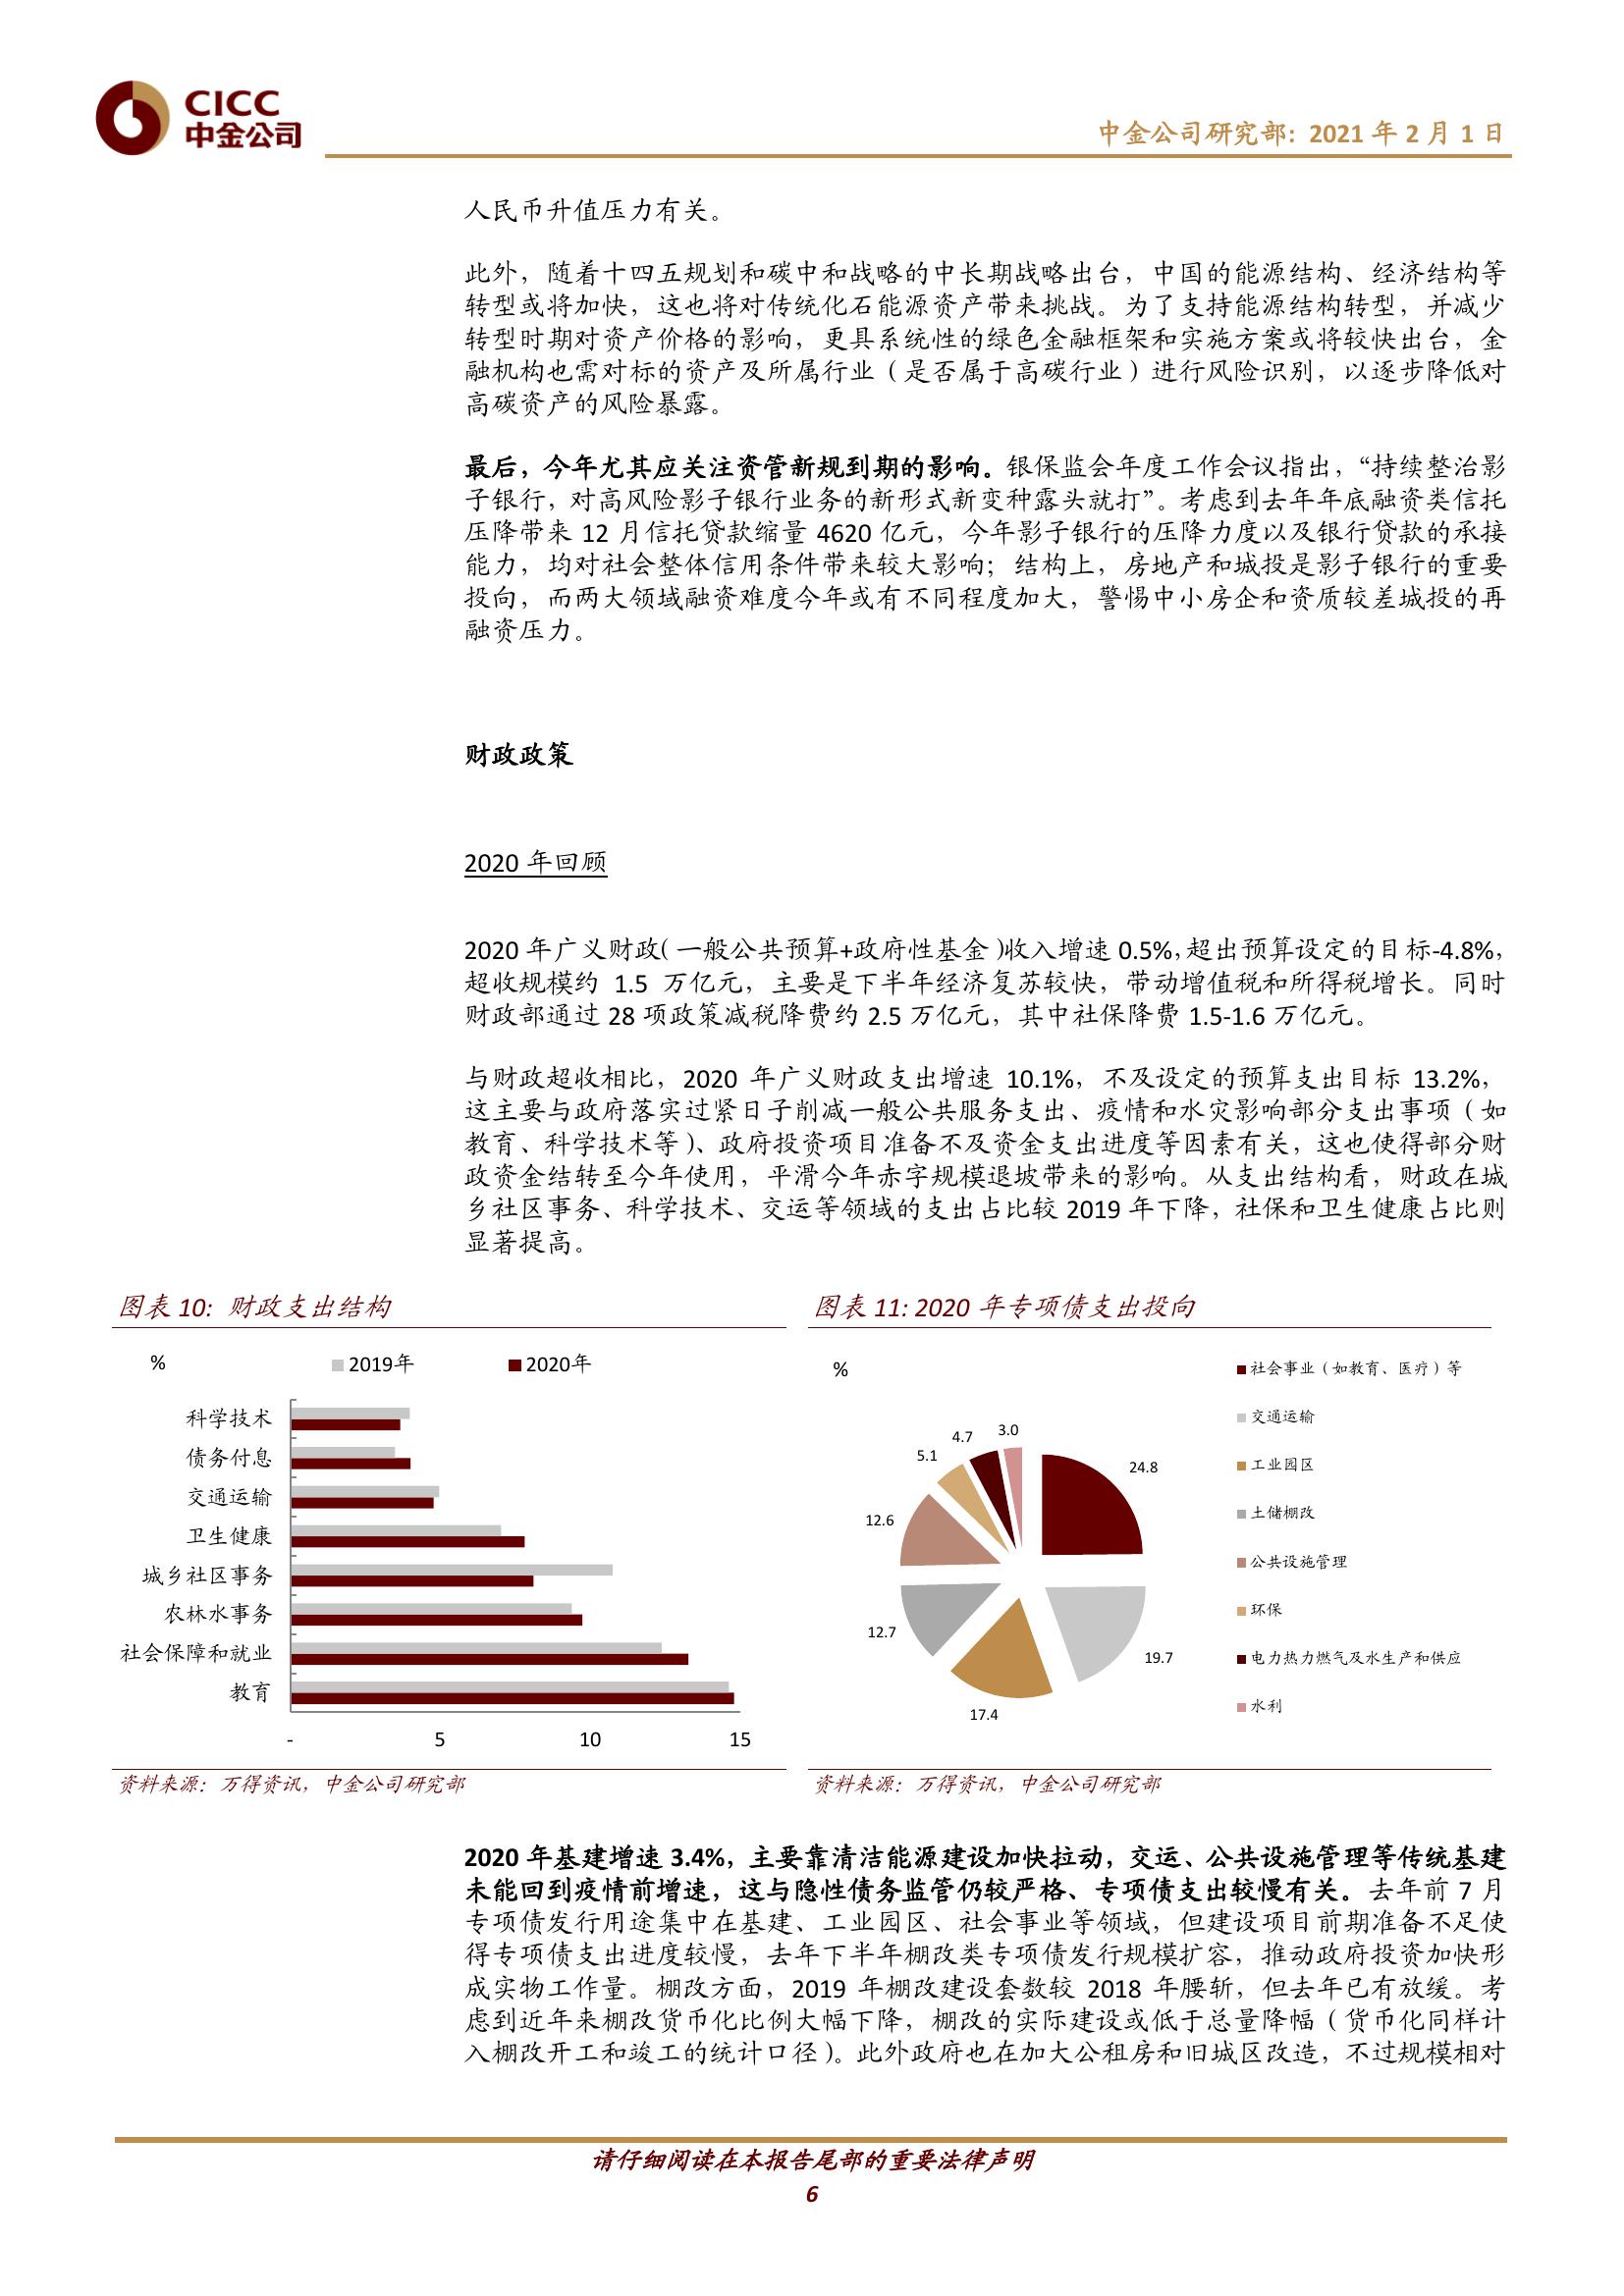 CICC
中金公司
中金公司研究部: 2021 年 2 月 1 日
人民币升值压力有关。
此外，随着十四五规划和碳中和战略的中长期战略出台，中国的能源结构、经济结构等
转型或将加快，这也将对传统化石能源资产带来挑战。为了支持能源结构转型，并减少
转型时期对资产价格的影响，更具系统性的绿色金融框架和实施方案或将较快出台，金
融机构也需对标的资产及所属行业（是否属于高碳行业）进行风险识别，以逐步降低对
高碳资产的风险暴露。
最后，今年尤其应关注资管新规到期的影响。银保监会年度工作会议指出，“持续整治影
子银行，对高风险影子银行业务的新形式新变种露头就打”。考虑到去年年底融资类信托
压降带来 12 月信托贷款缩量 4620 亿元，今年影子银行的压降力度以及银行贷款的承接
能力，均对社会整体信用条件带来较大影响；结构上，房地产和城投是影子银行的重要
投向，而两大领域融资难度今年或有不同程度加大，警惕中小房企和资质较差城投的再
融资压力。
财政政策
2020 年回顾
2020 年广义财政（一般公共预算+政府性基金）收入增速 0.5%，超出预算设定的目标-4.8%，
超收规模约 1.5 万亿元，主要是下半年经济复苏较快，带动增值税和所得税增长。同时
财政部通过 28 项政策减税降费约 2.5 万亿元，其中社保降费 1.5-1.6 万亿元。
与财政超收相比，2020 年广义财政支出增速 10.1%，不及设定的预算支出目标 13.2%，
这主要与政府落实过紧日子削减一般公共服务支出、疫情和水灾影响部分支出事项（如
教育、科学技术等）、政府投资项目准备不及资金支出进度等因素有关，这也使得部分财
政资金结转至今年使用，平滑今年赤字规模退坡带来的影响。从支出结构看，财政在城
乡社区事务、科学技术、交运等领域的支出占比较 2019 年下降，社保和卫生健康占比则
显著提高。
图表 10: 财政支出结构
%
2019年
2020年
科学技术
债务付息
交通运输
卫生健康
城乡社区事务
农林水事务
社会保障和就业
教育
- 5 10 15
资料来源：万得资讯，中金公司研究部
图表 11: 2020 年专项债支出投向
%
24.8
19.7
17.4
12.7
12.6
5.1
4.7
3.0
社会事业（如教育、医疗）等
交通运输
工业园区
土储棚改
公共设施管理
环保
电力热力燃气及水生产和供应
水利
资料来源：万得资讯，中金公司研究部
2020 年基建增速 3.4%，主要靠清洁能源建设加快拉动，交运、公共设施管理等传统基建
未能回到疫情前增速，这与隐性债务监管仍较严格、专项债支出较慢有关。去年前 7 月
专项债发行用途集中在基建、工业园区、社会事业等领域，但建设项目前期准备不足使
得专项债支出进度较慢，去年下半年棚改类专项债发行规模扩容，推动政府投资加快形
成实物工作量。棚改方面，2019 年棚改建设套数较 2018 年腰斩，但去年已有放缓。考
虑到近年来棚改货币化比例大幅下降，棚改的实际建设或低于总量降幅（货币化同样计
入棚改开工和竣工的统计口径）。此外政府也在加大公租房和旧城区改造，不过规模相对
请仔细阅读在本报告尾部的重要法律声明
6